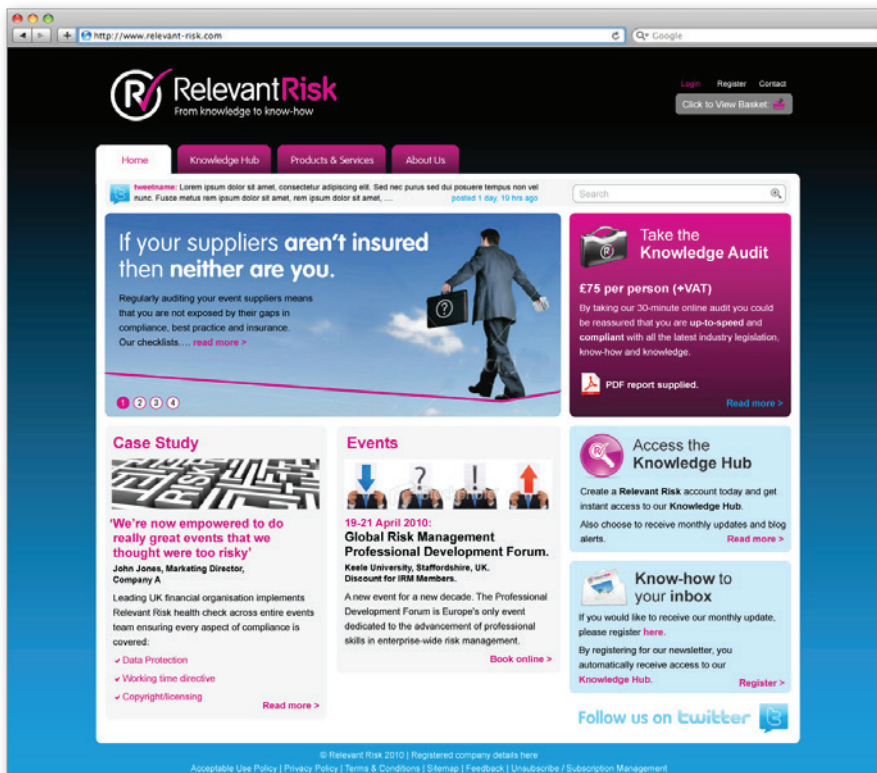 http://www.relevant-risk.com
Google
RelevantRisk
From knowledge to know-how
Login Register Contact
Click to View Basket:
Home
Knowledge Hub
Products & Services
About Us
tweetname: Lorem ipsum dolor sit amet, consectetur adipiscing elit. Sed nec purus sed dui posuere tempus non vel
nunc. Fusce metus rem ipsum dolor sit amet, rem ipsum dolor sit amet, ....
posted 1 day, 19 hrs ago
Search
If your suppliers aren't insured
then neither are you.
Regularly auditing your event suppliers means
that you are not exposed by their gaps in
compliance, best practice and insurance.
Our checklists.... read more >
?
1 2 3 4
Take the
Knowledge Audit
£75 per person (+VAT)
By taking our 30-minute online audit you could
be reassured that you are up-to-speed and
compliant with all the latest industry legislation,
know-how and knowledge.
PDF report supplied.
Read more >
Case Study
RISK
‘We’re now empowered to do
really great events that we
thought were too risky’
John Jones, Marketing Director,
Company A
Leading UK financial organisation implements
Relevant Risk health check across entire events
team ensuring every aspect of compliance is
covered:
Data Protection
Working time directive
Copyright/licensing
Read more >
Events
? !
19-21 April 2010:
Global Risk Management
Professional Development Forum.
Keele University, Staffordshire, UK.
Discount for IRM Members.
A new event for a new decade. The Professional
Development Forum is Europe's only event
dedicated to the advancement of professional
skills in enterprise-wide risk management.
Book online >
Access the
Knowledge Hub
Create a Relevant Risk account today and get
instant access to our Knowledge Hub.
Also choose to receive monthly updates and blog
alerts.
Read more >
Know-how to
your inbox
If you would like to receive our monthly update,
please register here.
By registering for our newsletter, you
automatically receive access to our
Knowledge Hub.
Register >
Follow us on twitter
© Relevant Risk 2010 | Registered company details here
Acceptable Use Policy | Privacy Policy | Terms & Conditions | Sitemap | Feedback | Unsubscribe / Subscription Management